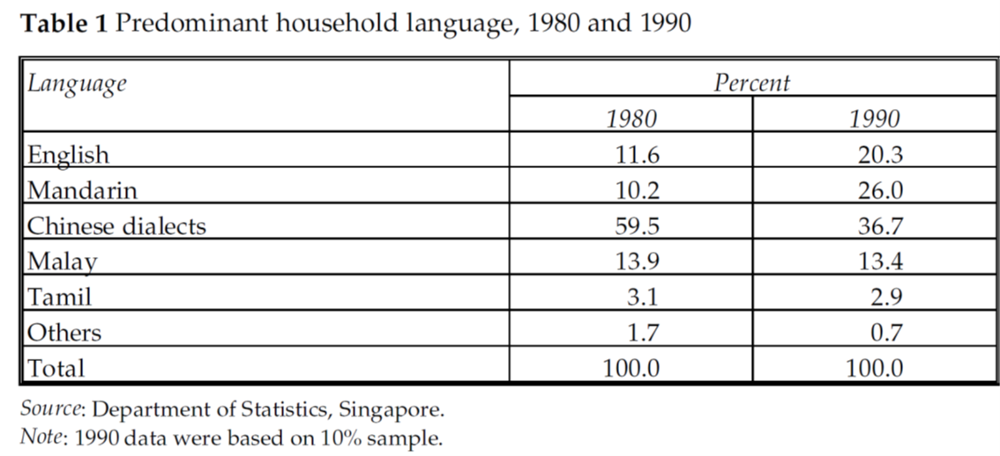 Table 1 Predominant household language, 1980 and 1990
Language Percent
1980 1990
English 11.6 20.3
Mandarin 10.2 26.0
Chinese dialects 59.5 36.7
Malay 13.9 13.4
Tamil 3.1 2.9
Others 1.7 0.7
Total 100.0 100.0
Source: Department of Statistics, Singapore.
Note: 1990 data were based on 10% sample.